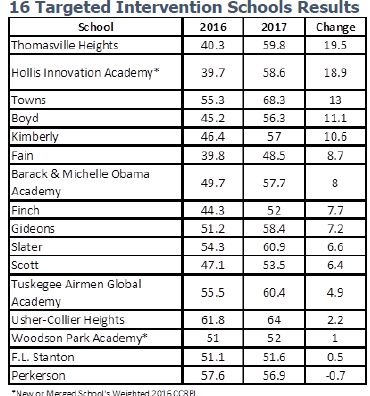 16 Targeted Intervention Schools Results
School 2016 2017 Change
Thomasville Heights 40.3 59.8 19.5
Hollis Innovation Academy* 39.7 58.6 18.9
Towns 55.3 68.3 13
Boyd 45.2 56.3 11.1
Kimberly 46.4 57 10.6
Fain 39.8 48.5 8.7
Barack & Michelle Obama
Academy 49.7 57.7 8
Finch 44.3 52 7.7
Gideons 51.2 58.4 7.2
Slater 54.3 60.9 6.6
Scott 47.1 53.5 6.4
Tuskegee Airmen Global
Academy 55.5 60.4 4.9
Usher-Collier Heights 61.8 64 2.2
Woodson Park Academy* 51 52 1
F.L. Stanton 51.1 51.6 0.5
Perkerson 57.6 56.9 -0.7
*New or Merged School's Weighted 2016 CCRPI